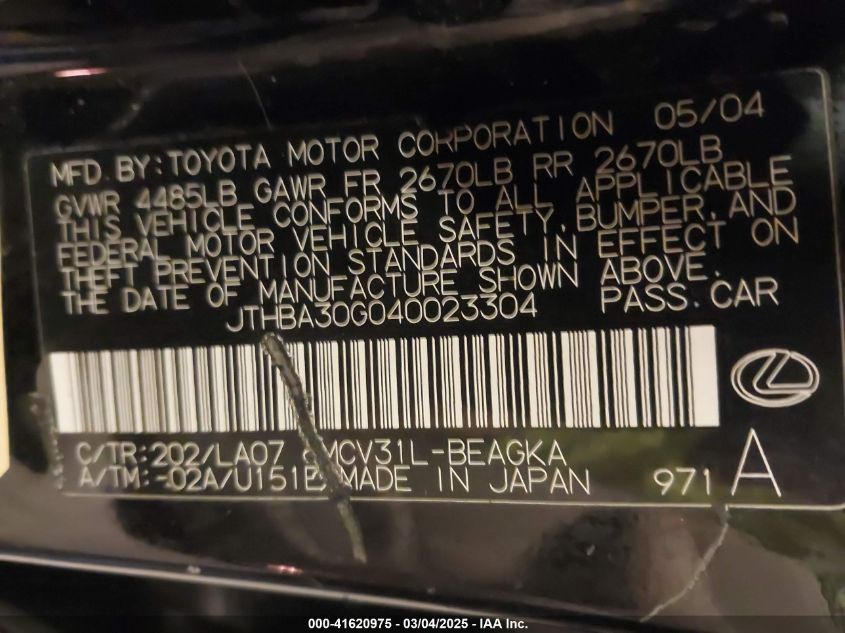 MFD.BY:TOYOTA MOTOR CORPORATION 05/04
GVWR 4485LB GAWR FR 2670LB RR 2670LB
THIS VEHICLE CONFORMS TO ALL APPLICABLE
FEDERAL MOTOR VEHICLE SAFETY,BUMPER,AND
THEFT PREVENTION STANDARDS IN EFFECT ON
THE DATE OF MANUFACTURE SHOWN ABOVE.
JTHBA30G040023304 PASS.CAR
C/TR:202/LA07 MCV31L-BEAGKA
A/TM:-02A/U151E MADE IN JAPAN 971 A
000-41620975 - 03/04/2025 - IAA Inc.